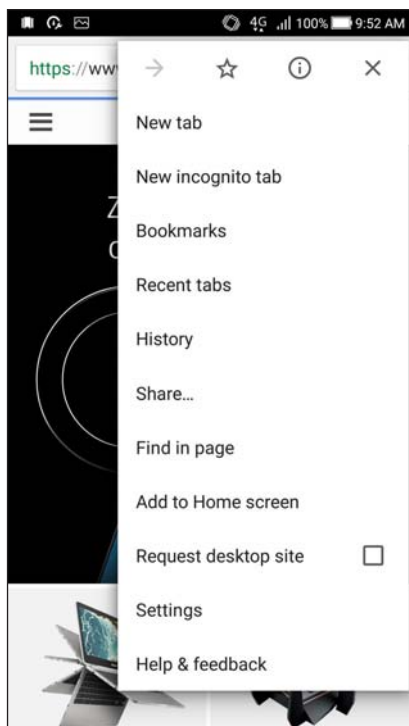 4G 100% 9:52 AM
https://www
New tab
New incognito tab
Bookmarks
Recent tabs
History
Share...
Find in page
Add to Home screen
Request desktop site
Settings
Help & feedback